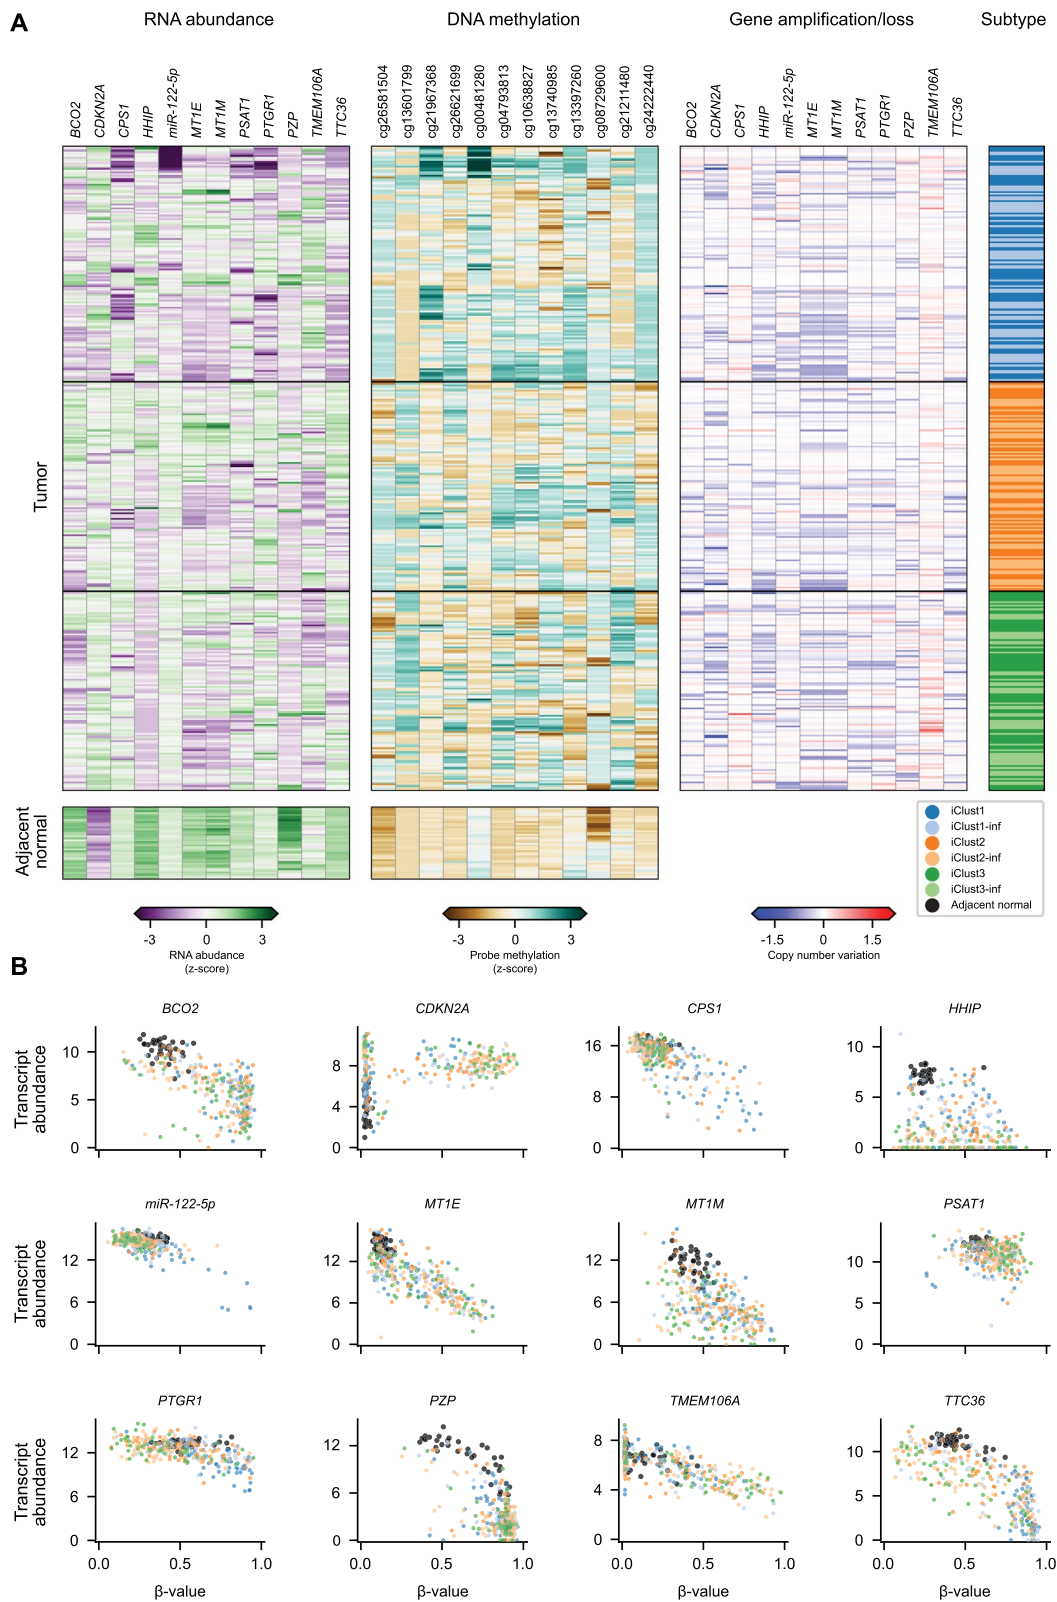 A
RNA abundance
DNA methylation
Gene amplification/loss
Subtype
BCO2
CDKN2A
CPS1
HHIP
miR-122-5p
MT1E
MT1M
PSAT1
PTGR1
PZP
TMEM106A
TTC36
cg26581504
cg13601799
cg21967368
cg26621699
cg00481280
cg04793813
cg10638827
cg13740985
cg13397260
cg08729600
cg21211480
cg24222440
BCO2
CDKN2A
CPS1
HHIP
miR-122-5p
MT1E
MT1M
PSAT1
PTGR1
PZP
TMEM106A
TTC36
Tumor
Adjacent
normal
iClust1
iClust1-inf
iClust2
iClust2-inf
iClust3
iClust3-inf
Adjacent normal
-3 0 3
RNA abudance
(z-score)
-3 0 3
Probe methylation
(z-score)
-1.5 0 1.5
Copy number variation
B
BCO2
CDKN2A
CPS1
HHIP
Transcript
abundance
10
5
0
8
4
0
16
8
0
10
5
0
miR-122-5p
MT1E
MT1M
PSAT1
Transcript
abundance
12
6
0
12
6
0
12
6
0
10
5
0
PTGR1
PZP
TMEM106A
TTC36
Transcript
abundance
12
6
0
12
6
0
8
4
0
10
5
0
0.0 0.5 1.0
0.0 0.5 1.0
0.0 0.5 1.0
0.0 0.5 1.0
β-value
β-value
β-value
β-value